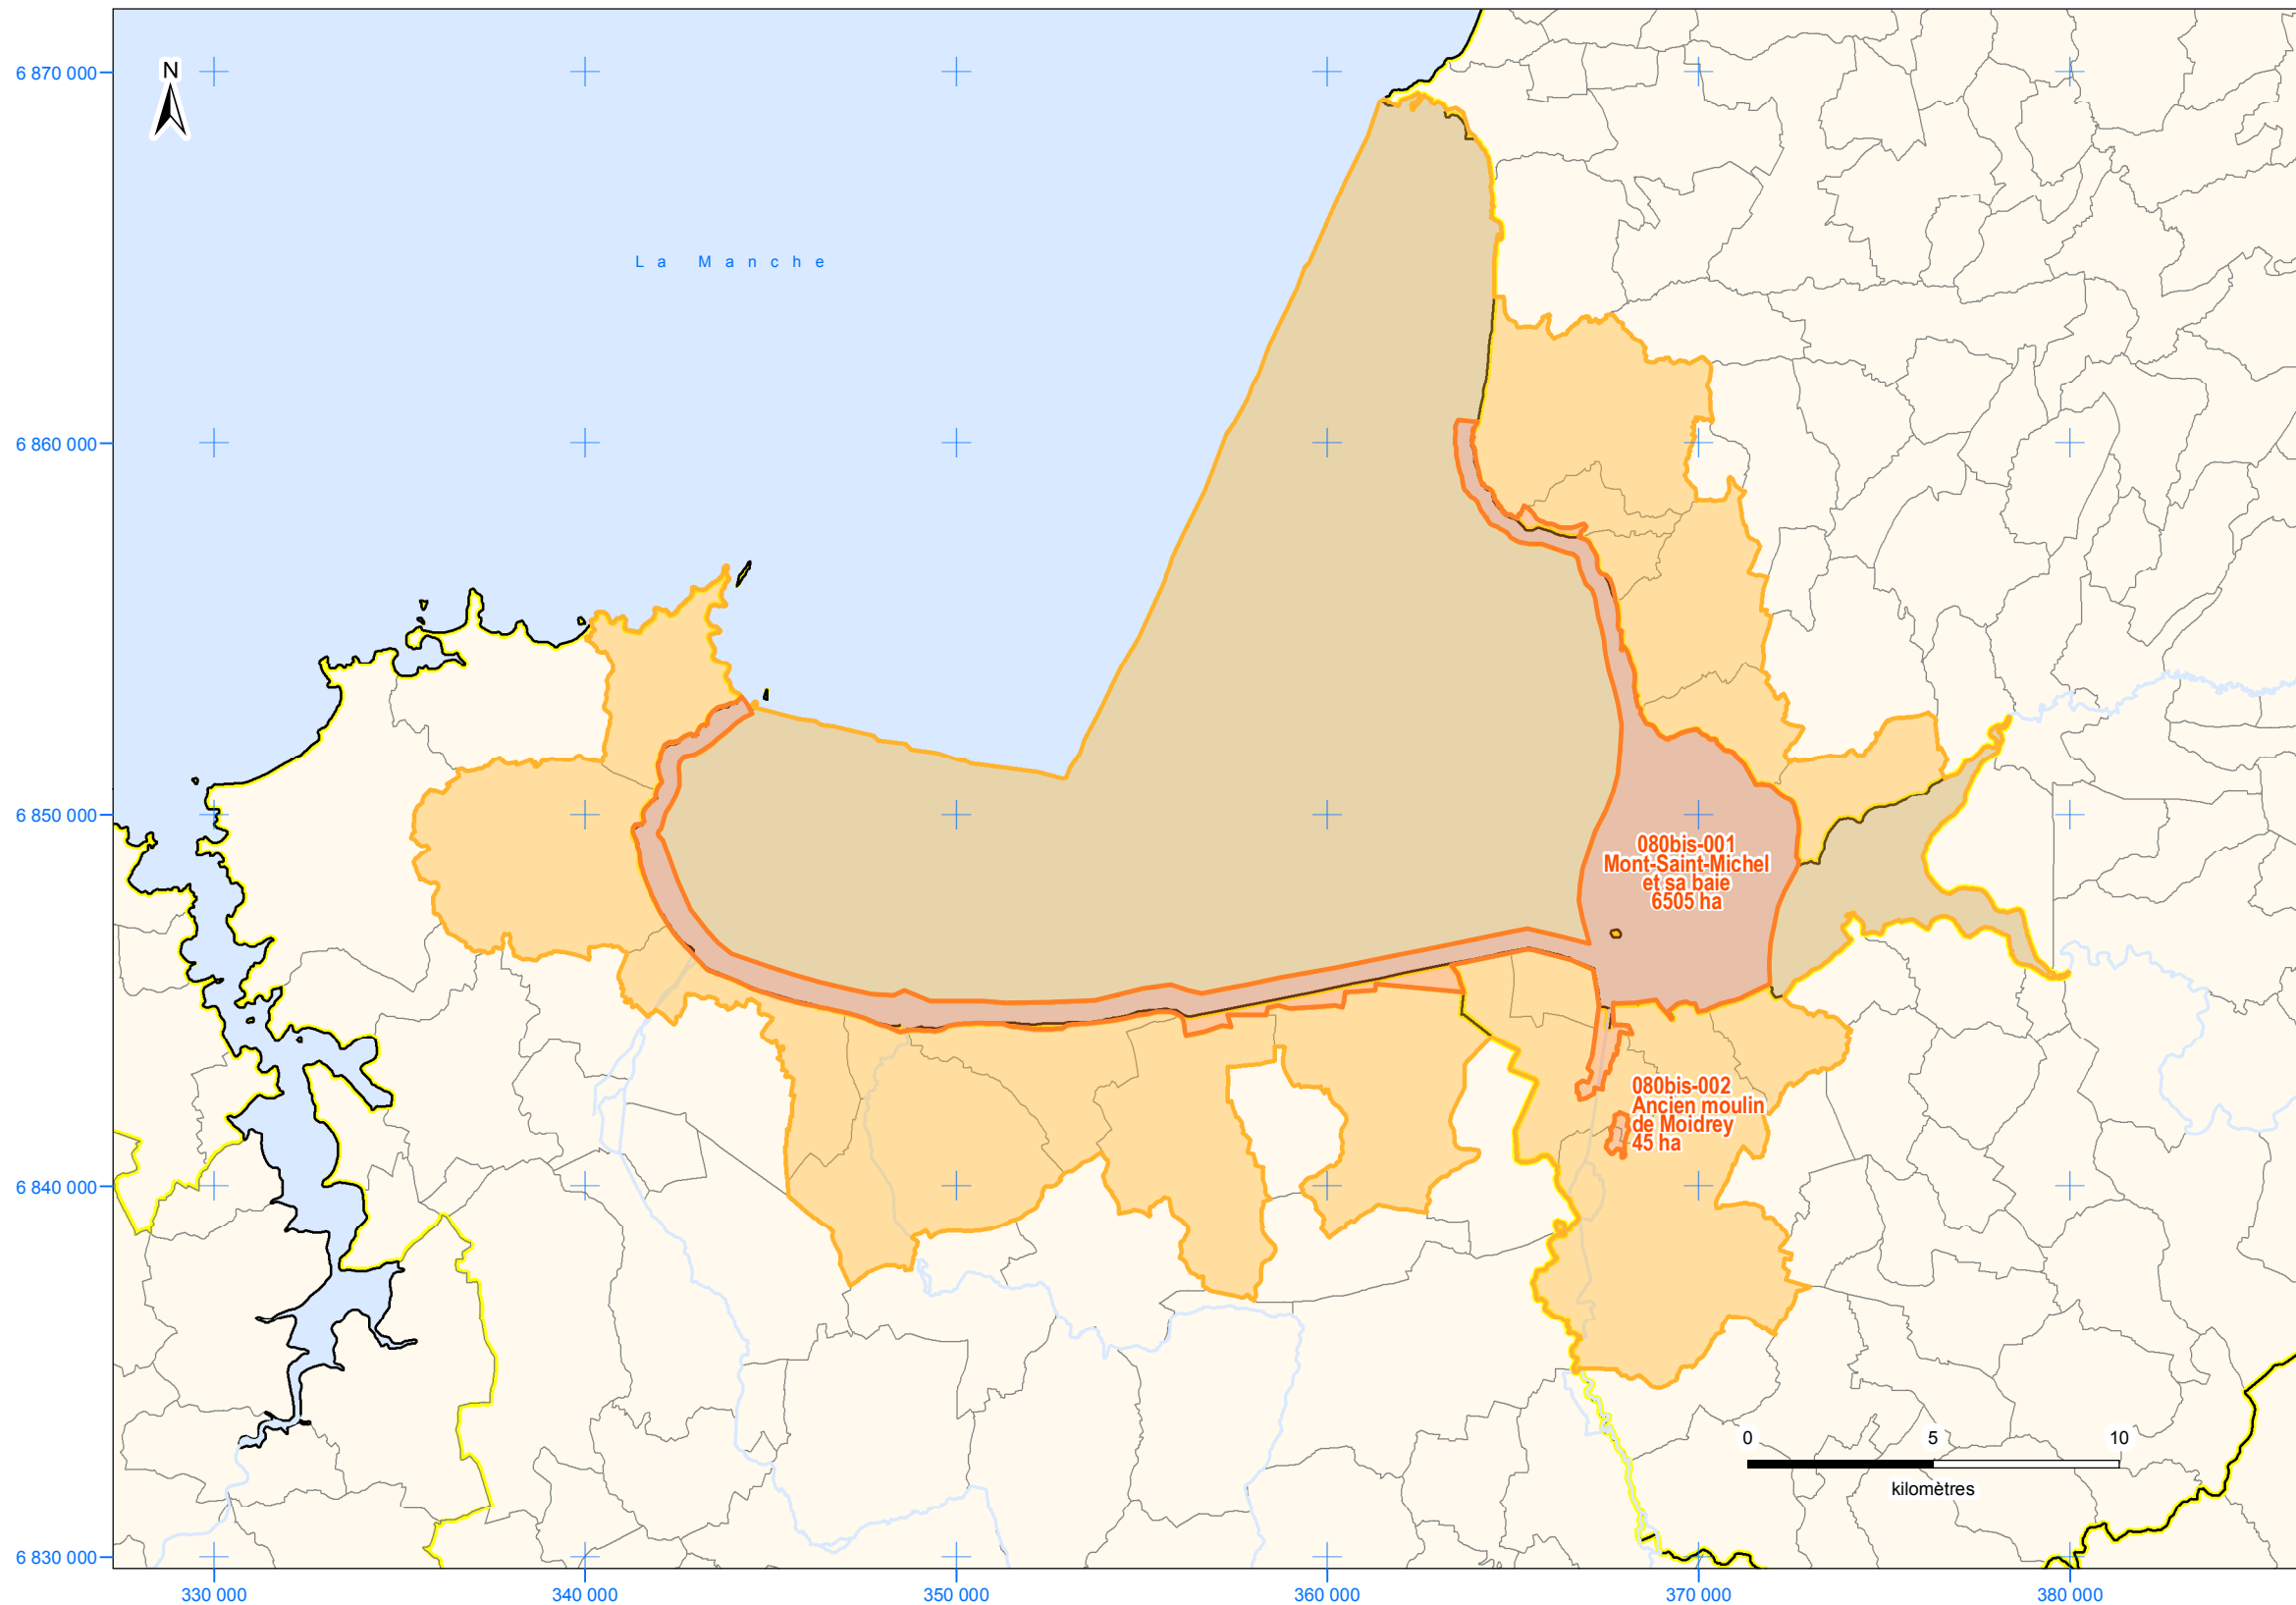 N
6 870 000
La Manche
6 860 000
6 850 000
080bis-001
Mont-Saint-Michel
et sa baie
6505 ha
080bis-002
Ancien moulin
de Moidrey
45 ha
6 840 000
0 5 10
kilomètres
6 830 000
330 000 340 000 350 000 360 000 370 000 380 000